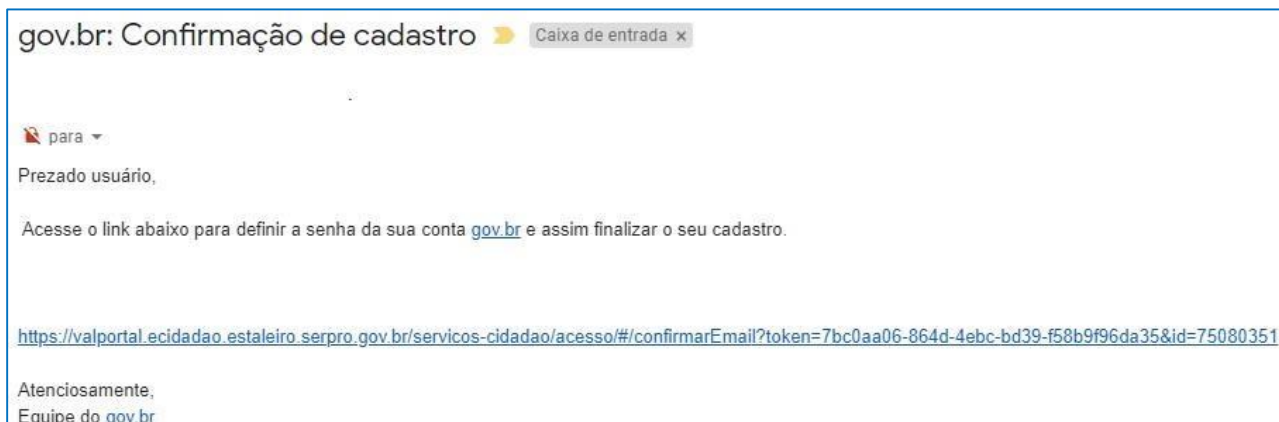 gov.br: Confirmação de cadastro Caixa de entrada x
para
Prezado usuário,
Acesse o link abaixo para definir a senha da sua conta gov.br e assim finalizar o seu cadastro.
https://valportal.ecidadao.estaleiro.serpro.gov.br/servicos-cidadao/acesso/#/confirmarEmail?token=7bc0aa06-864d-4ebc-bd39-f58b9f96da35&id=75080351
Atenciosamente,
Equipe do gov.br